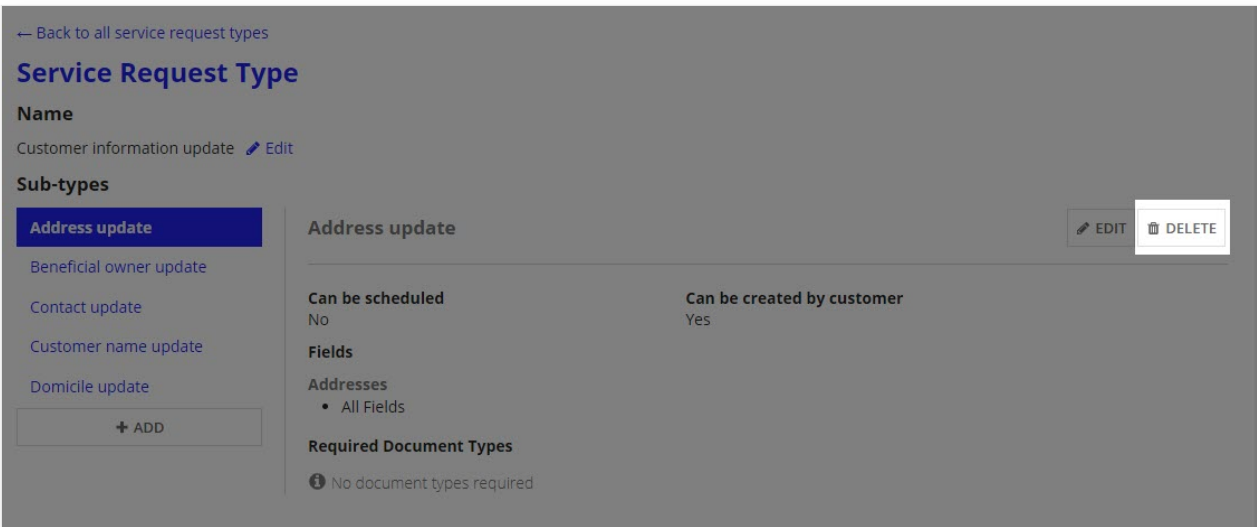 ← Back to all service request types
Service Request Type
Name
Customer information update Edit
Sub-types
Address update
Beneficial owner update
Contact update
Customer name update
Domicile update
+ ADD
Address update
EDIT DELETE
Can be scheduled Can be created by customer
No Yes
Fields
Addresses
• All Fields
Required Document Types
No document types required